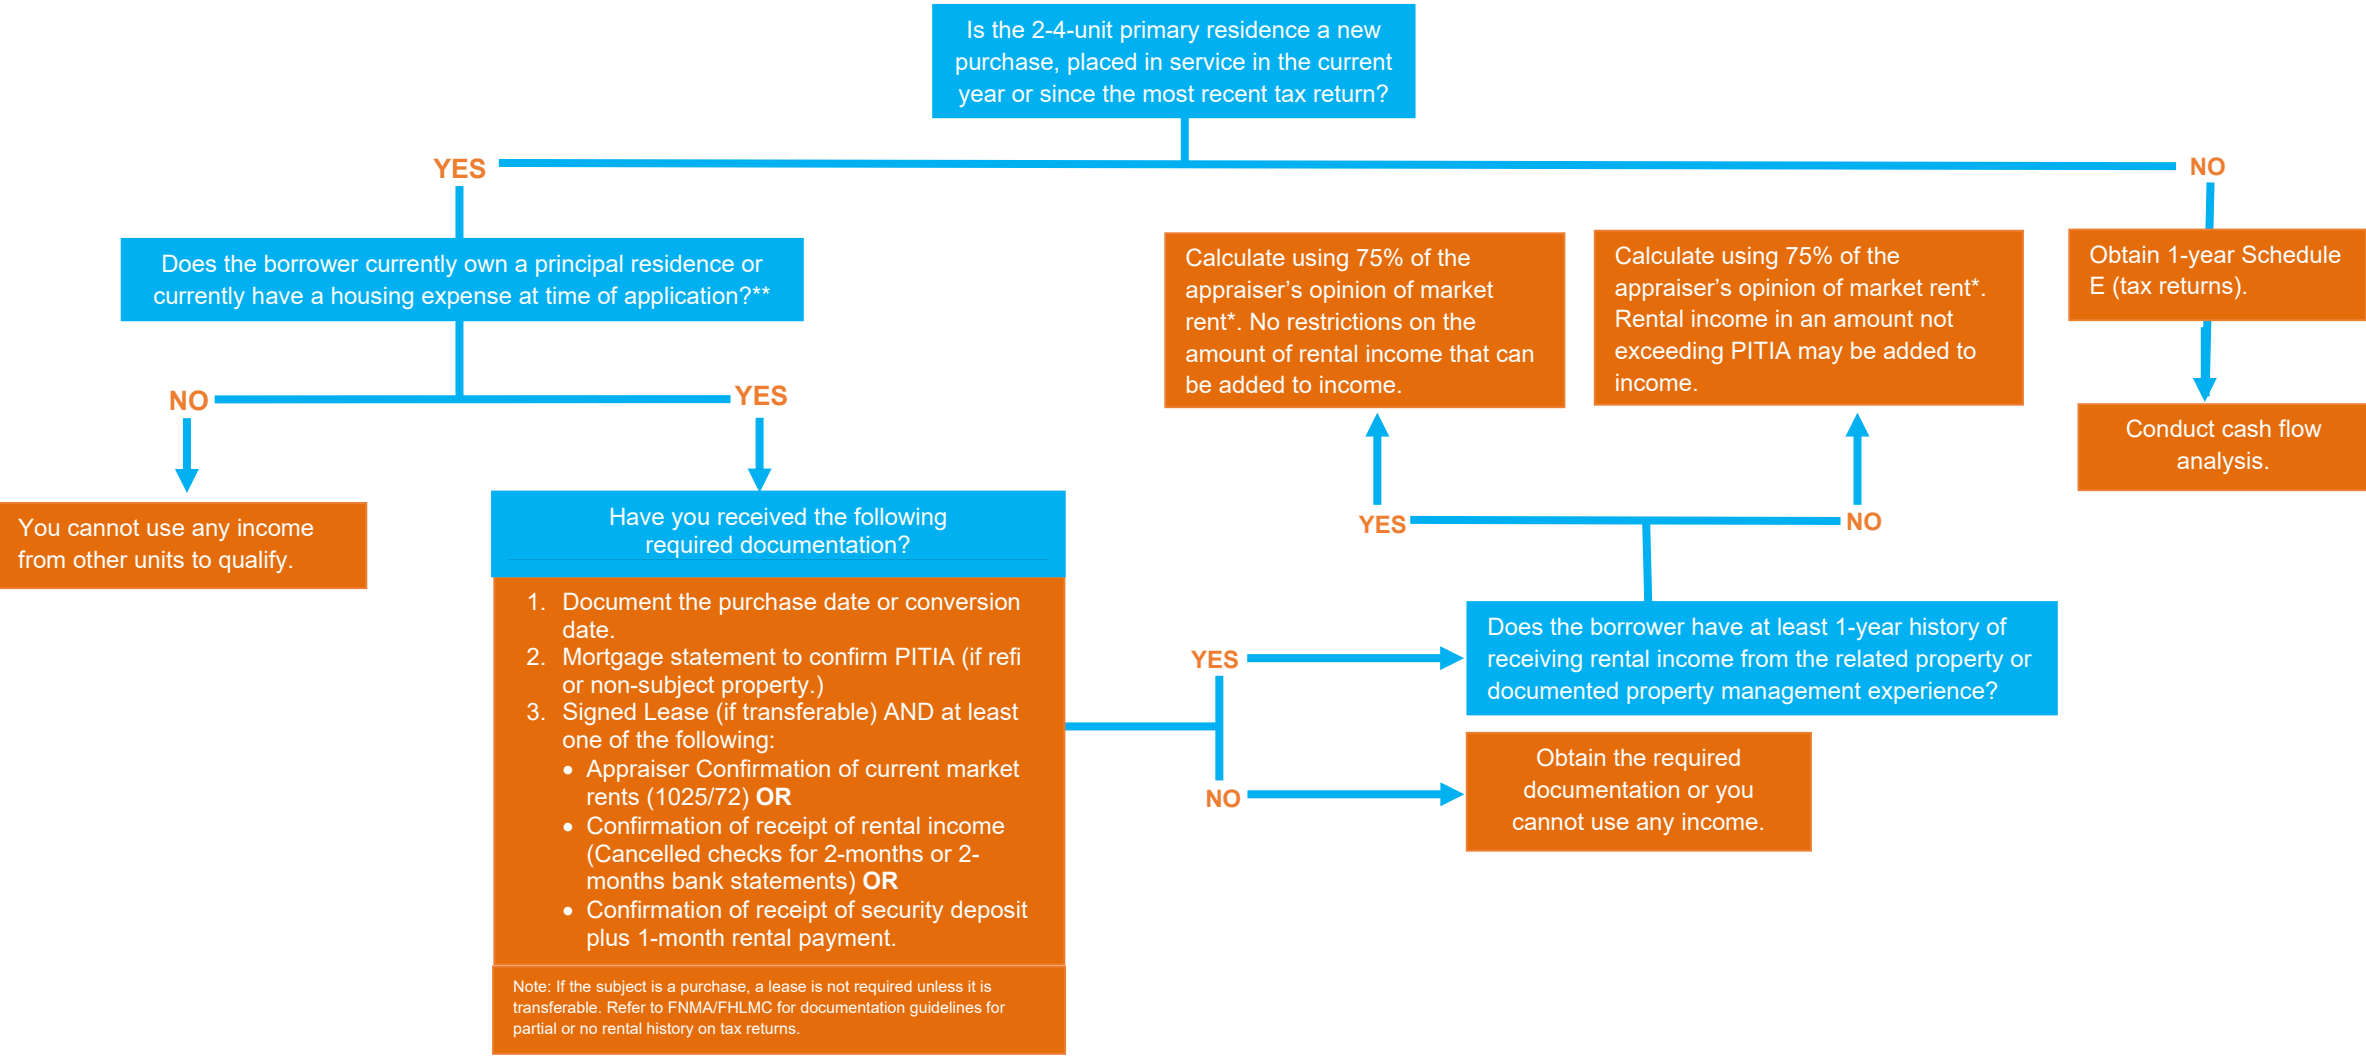 Is the 2-4-unit primary residence a new
purchase, placed in service in the current
year or since the most recent tax return?
YES
NO
Does the borrower currently own a principal residence or
currently have a housing expense at time of application?**
Calculate using 75% of the
appraiser’s opinion of market
rent*. No restrictions on the
amount of rental income that can
be added to income.
Calculate using 75% of the
appraiser’s opinion of market rent*.
Rental income in an amount not
exceeding PITIA may be added to
income.
Obtain 1-year Schedule
E (tax returns).
NO
YES
Conduct cash flow
analysis.
You cannot use any income
from other units to qualify.
Have you received the following
required documentation?
YES
NO
1. Document the purchase date or conversion
date.
2. Mortgage statement to confirm PITIA (if refi
or non-subject property.)
3. Signed Lease (if transferable) AND at least
one of the following:
• Appraiser Confirmation of current market
rents (1025/72) OR
• Confirmation of receipt of rental income
(Cancelled checks for 2-months or 2-
months bank statements) OR
• Confirmation of receipt of security deposit
plus 1-month rental payment.
Note: If the subject is a purchase, a lease is not required unless it is
transferable. Refer to FNMA/FHLMC for documentation guidelines for
partial or no rental history on tax returns.
YES
Does the borrower have at least 1-year history of
receiving rental income from the related property or
documented property management experience?
NO
Obtain the required
documentation or you
cannot use any income.